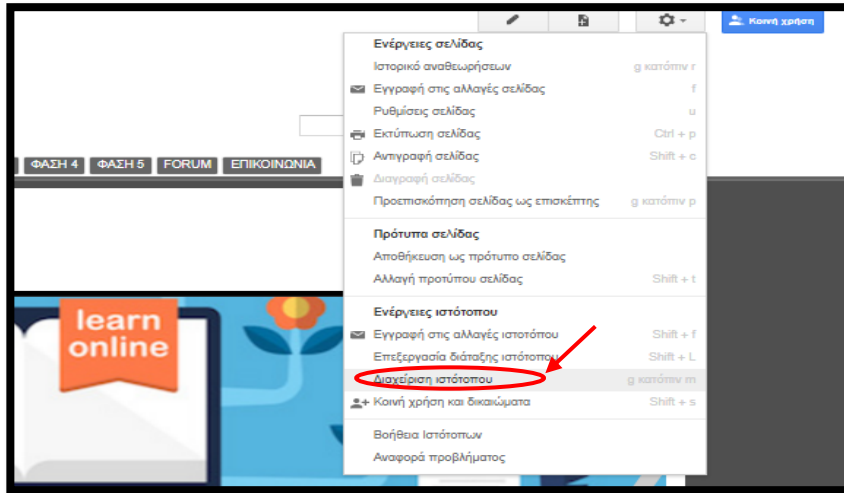 Κοινή χρήση
Ενέργειες σελίδας
Ιστορικό αναθεωρήσεων g κατόπιν r
Εγγραφή στις αλλαγές σελίδας f
Ρυθμίσεις σελίδας u
Εκτύπωση σελίδας Ctrl + p
Αντιγραφή σελίδας Shift + c
Διαγραφή σελίδας
Προεπισκόπηση σελίδας ως επισκέπτης g κατόπιν p
ΦΑΣΗ 4 ΦΑΣΗ 5 FORUM ΕΠΙΚΟΙΝΩΝΙΑ
Πρότυπα σελίδας
Αποθήκευση ως πρότυπο σελίδας
Αλλαγή προτύπου σελίδας Shift + t
Ενέργειες ιστότοπου
Εγγραφή στις αλλαγές ιστοτόπου Shift + f
Επεξεργασία διάταξης ιστότοπου Shift + L
Διαχείριση ιστότοπου g κατόπιν m
Κοινή χρήση και δικαιώματα Shift + s
Βοήθεια Ιστότοπων
Αναφορά προβλήματος
learn
online